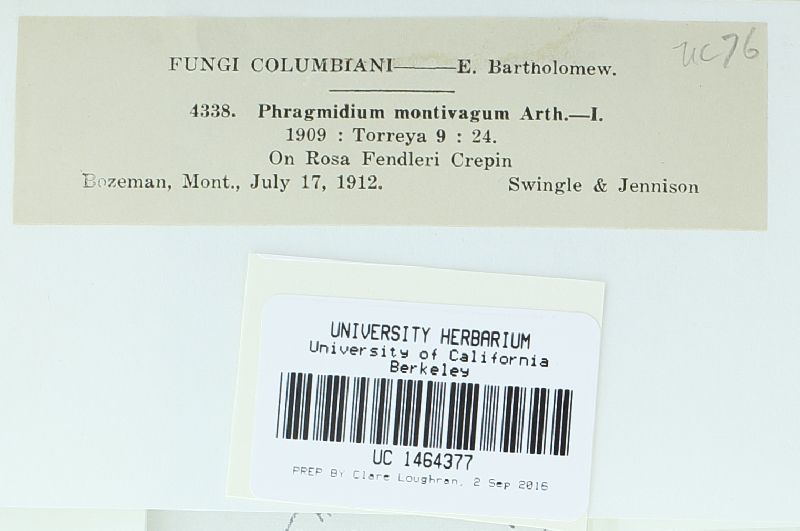 UC76
FUNGI COLUMBIANI——E. Bartholomew.
4338. Phragmidium montivagum Arth.—I.
1909 : Torreya 9 : 24.
On Rosa Fendleri Crepin
Bozeman, Mont., July 17, 1912. Swingle & Jennison
UNIVERSITY HERBARIUM
University of California
Berkeley
UC 1464377
PREP BY Clare Loughran, 2 Sep 2016